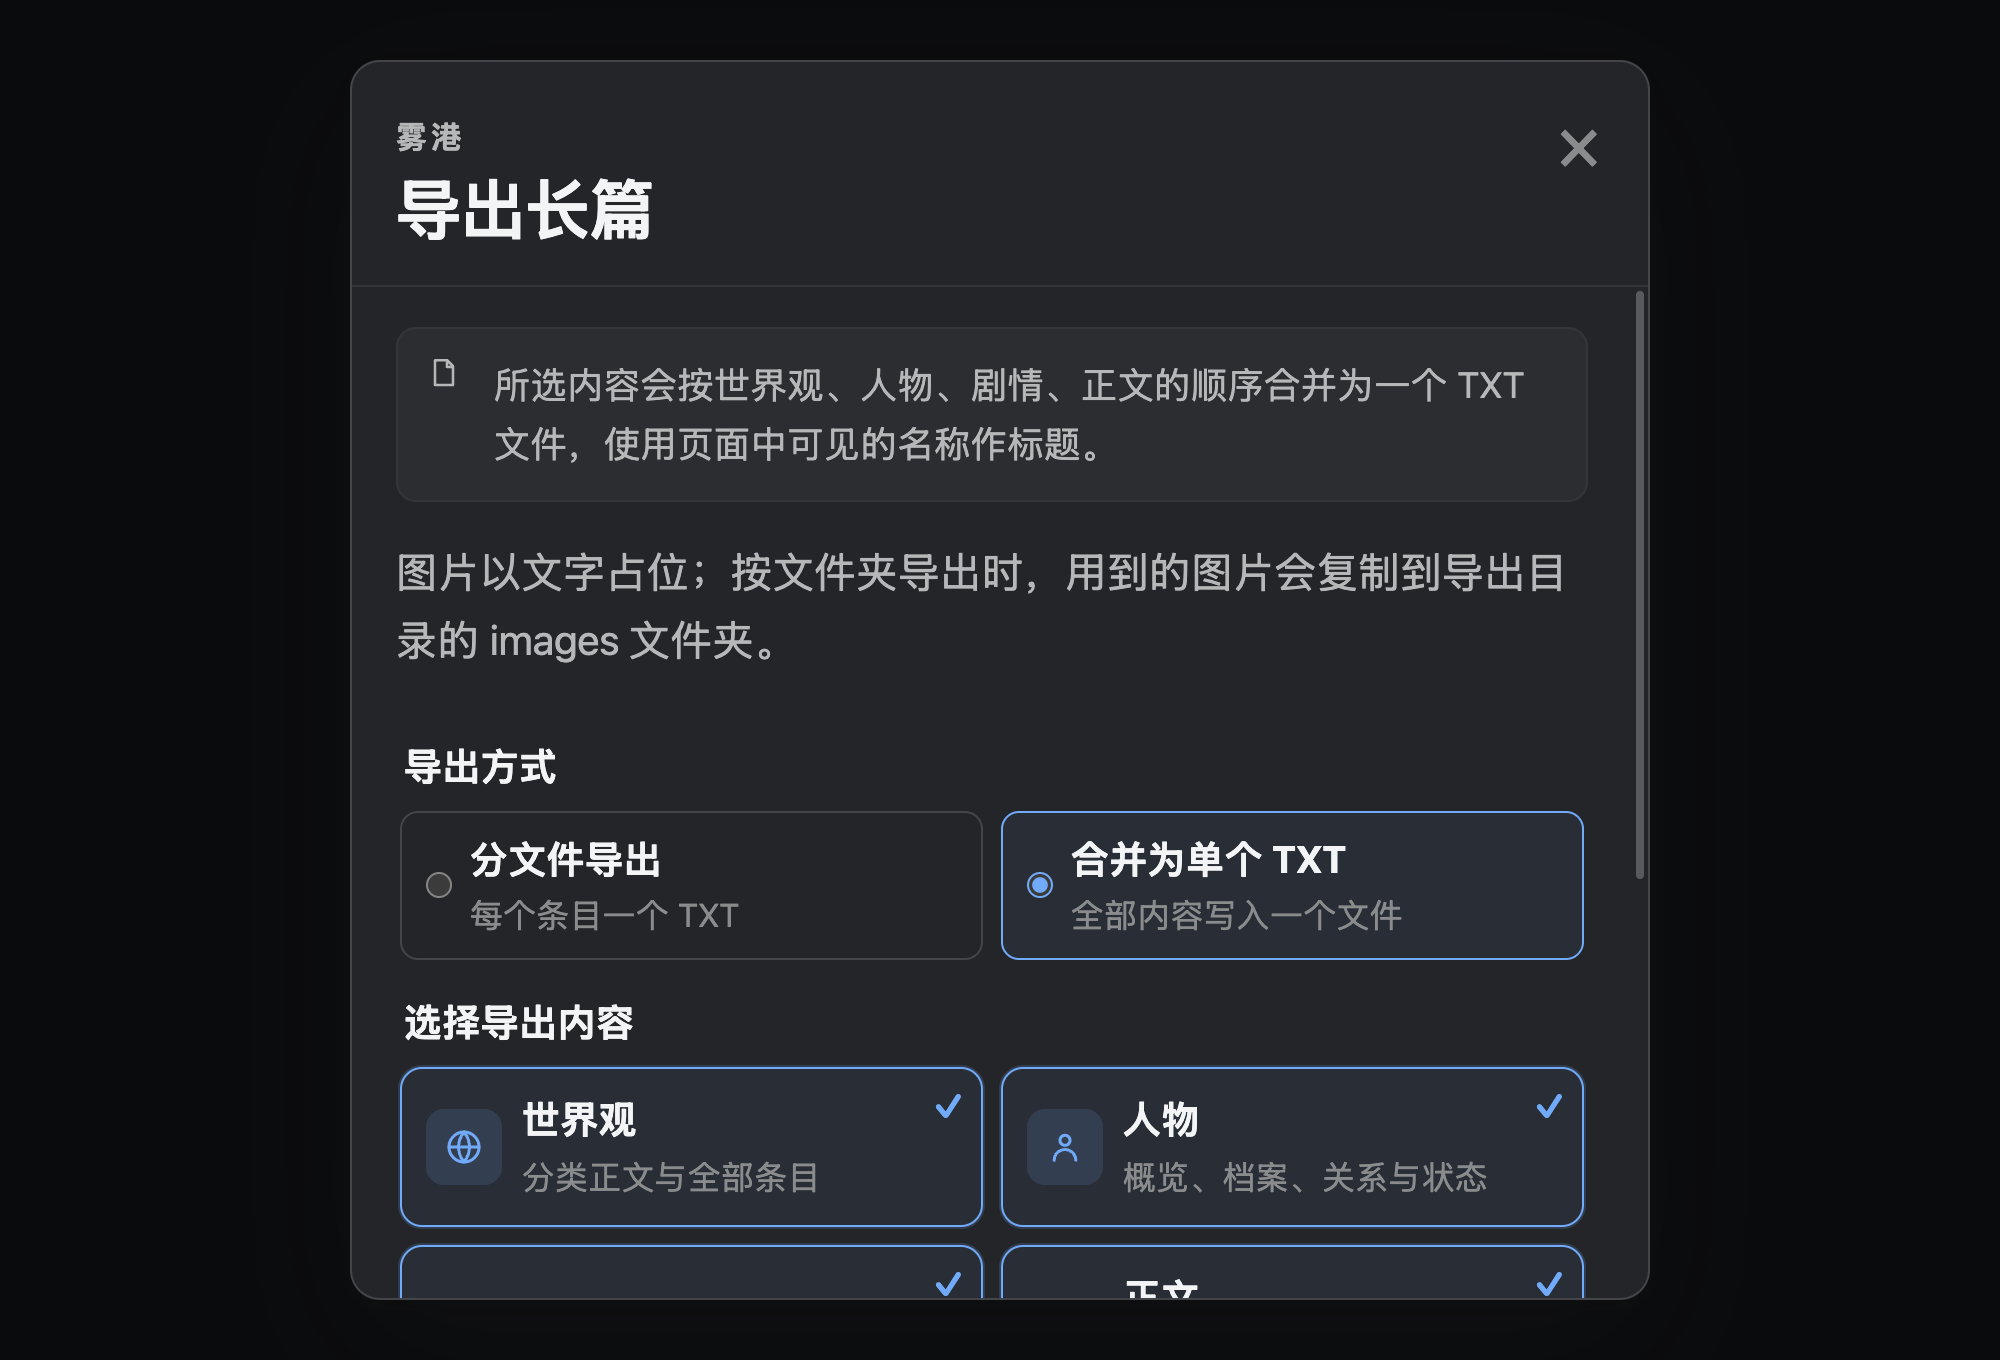 雾港
导出长篇
所选内容会按世界观、人物、剧情、正文的顺序合并为一个 TXT
文件，使用页面中可见的名称作标题。
图片以文字占位；按文件夹导出时，用到的图片会复制到导出目
录的 images 文件夹。
导出方式
分文件导出
每个条目一个 TXT
合并为单个 TXT
全部内容写入一个文件
选择导出内容
世界观
分类正文与全部条目
人物
概览、档案、关系与状态
正文